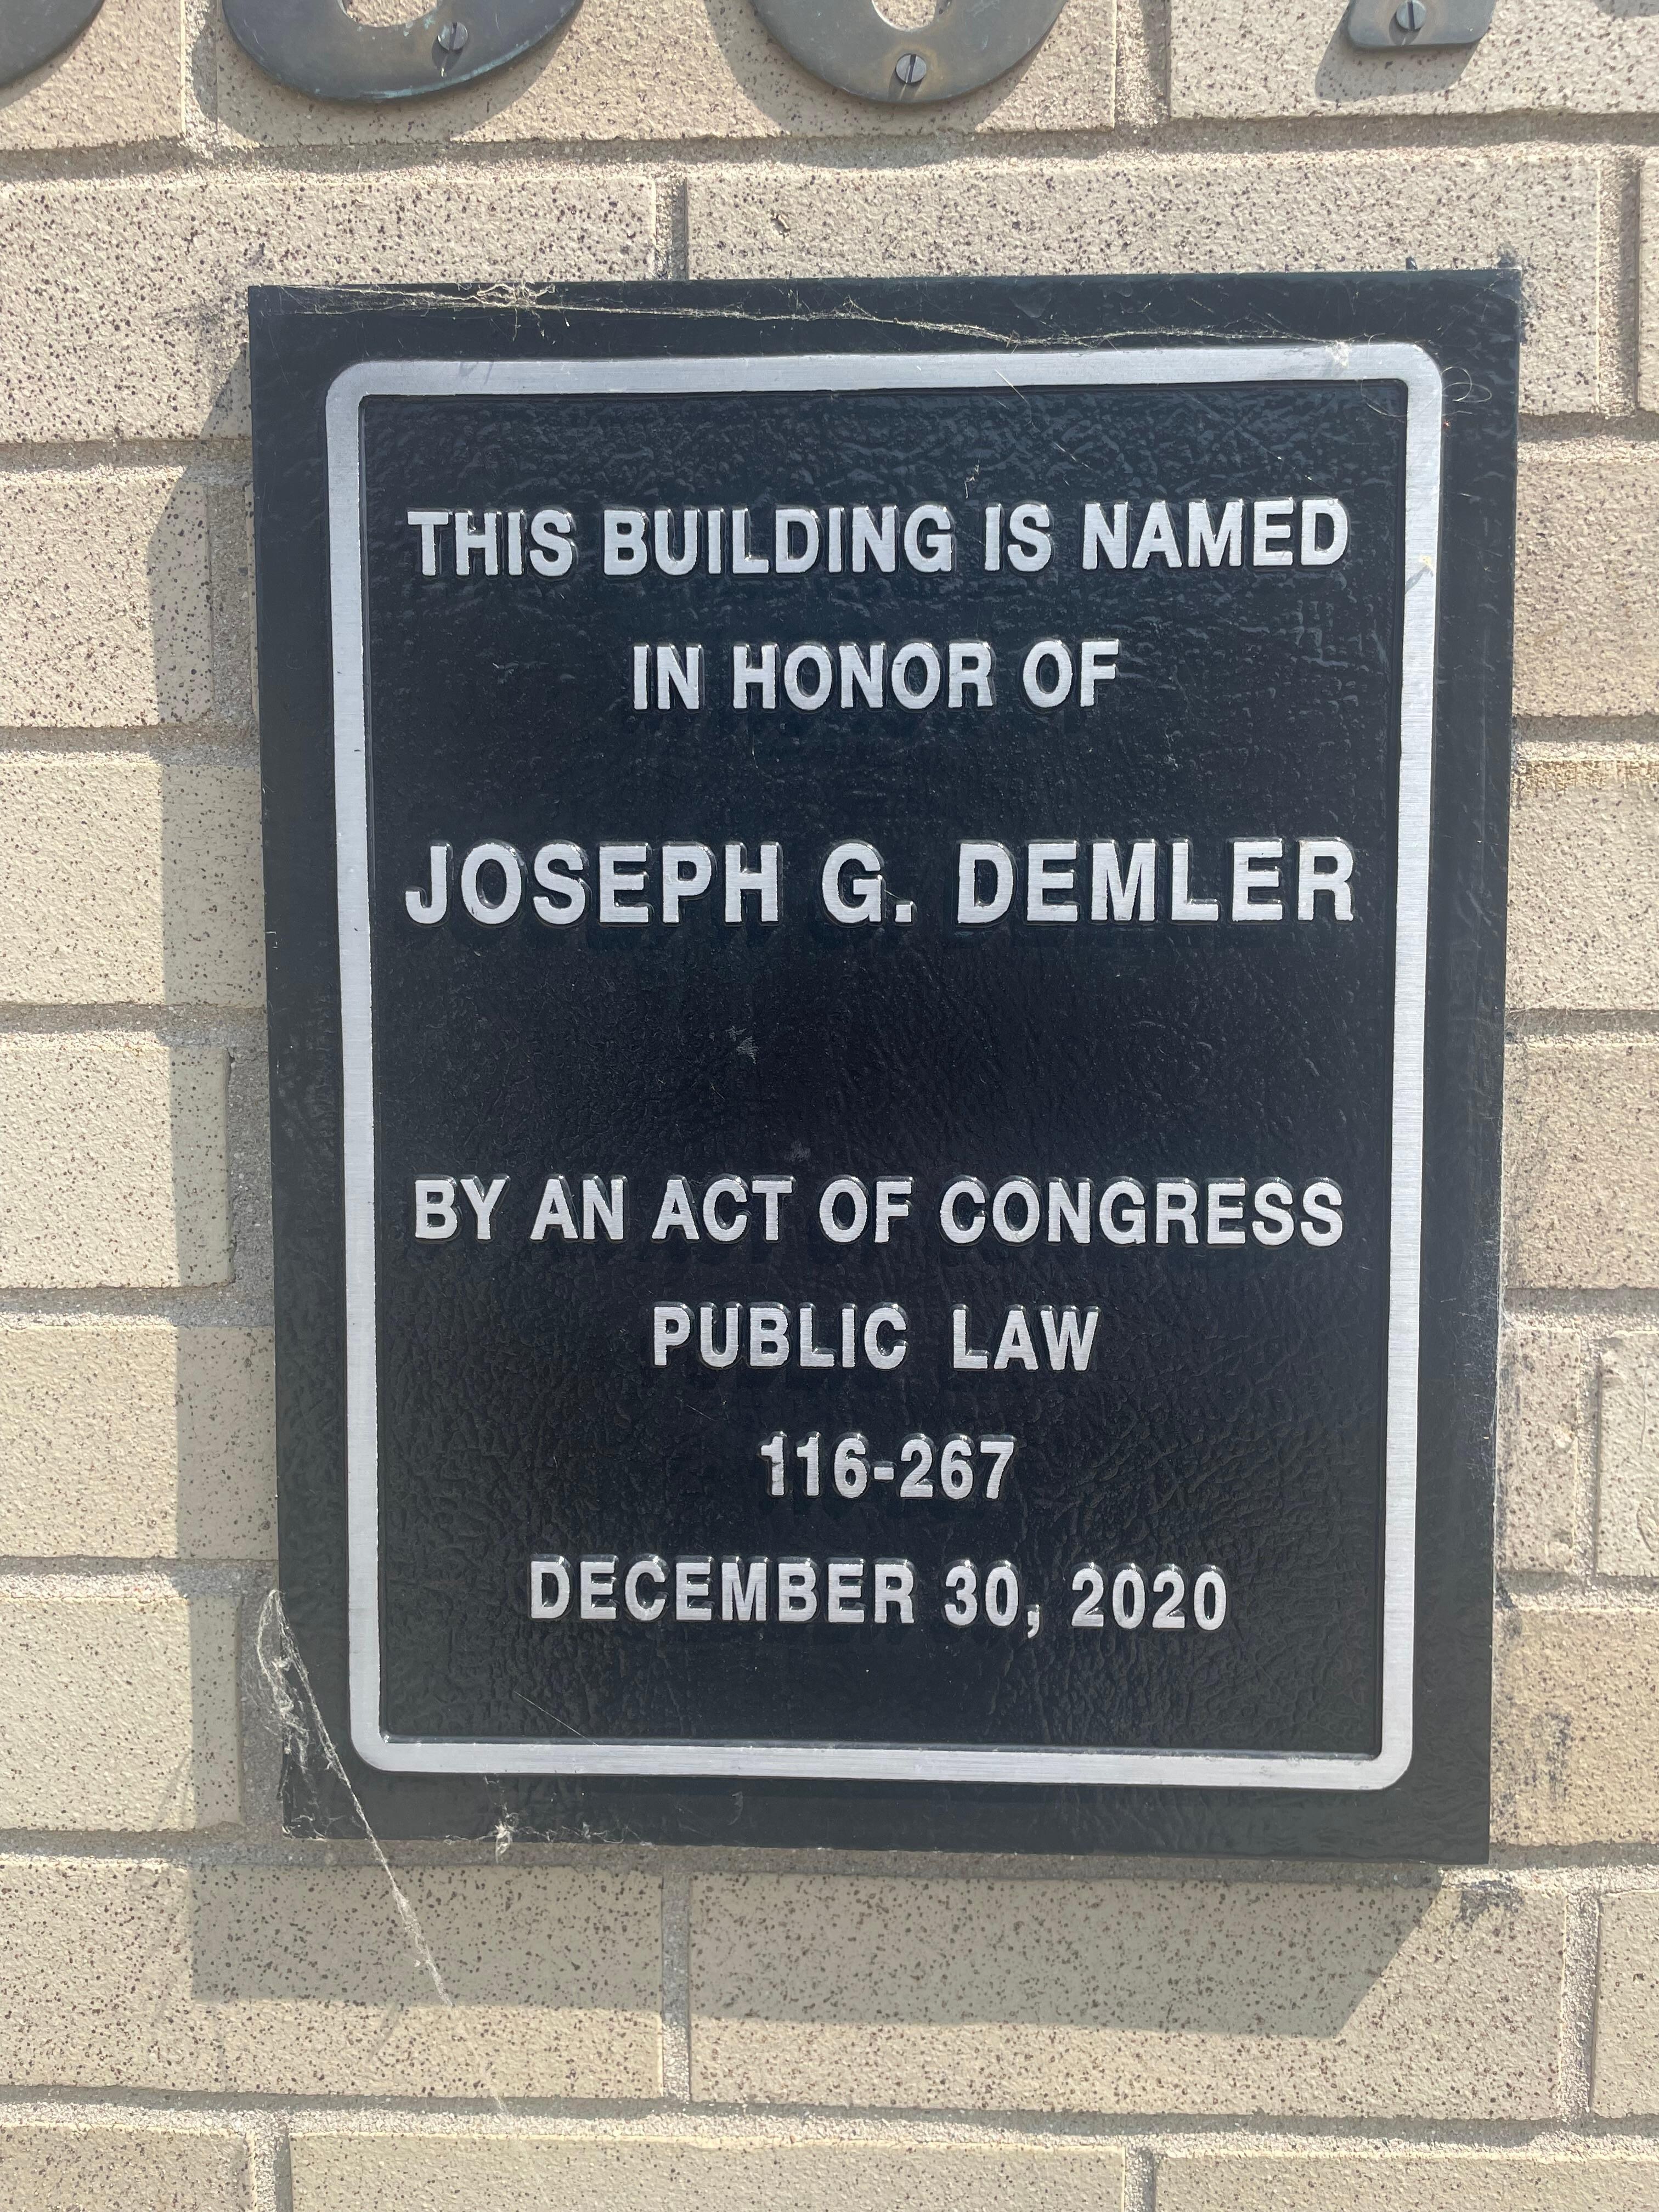 THIS BUILDING IS NAMED
IN HONOR OF
JOSEPH G. DEMLER
BY AN ACT OF CONGRESS
PUBLIC LAW
116-267
DECEMBER 30, 2020